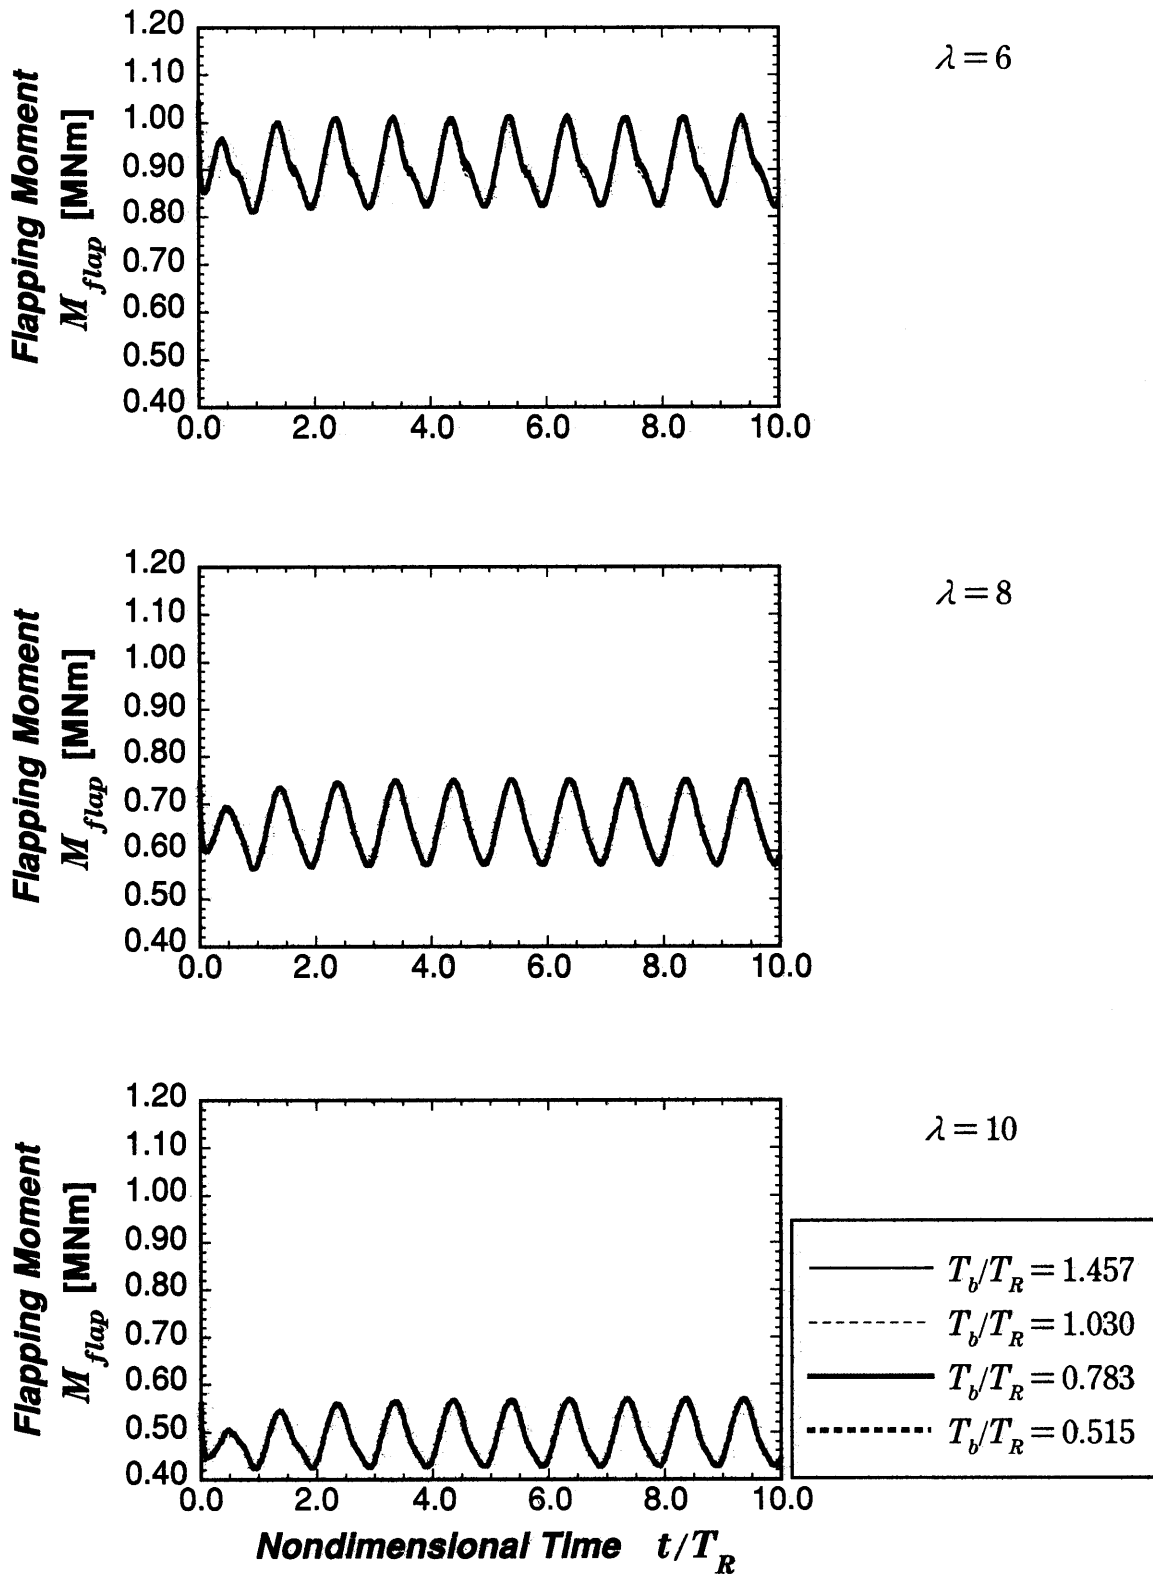 λ=6
Flapping Moment
M_flap [MNm]
1.20
1.10
1.00
0.90
0.80
0.70
0.60
0.50
0.40
0.0 2.0 4.0 6.0 8.0 10.0
λ=8
Flapping Moment
M_flap [MNm]
1.20
1.10
1.00
0.90
0.80
0.70
0.60
0.50
0.40
0.0 2.0 4.0 6.0 8.0 10.0
λ=10
Flapping Moment
M_flap [MNm]
1.20
1.10
1.00
0.90
0.80
0.70
0.60
0.50
0.40
0.0 2.0 4.0 6.0 8.0 10.0
T_b/T_R=1.457
T_b/T_R=1.030
T_b/T_R=0.783
T_b/T_R=0.515
Nondimensional Time t/T_R